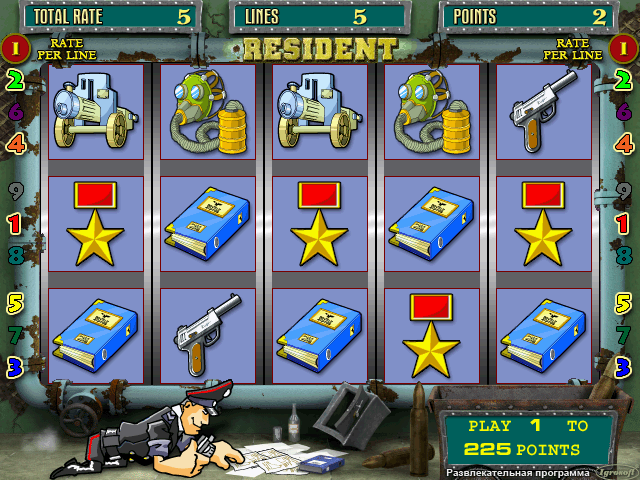 TOTAL RATE 5
LINES 5
POINTS 2
1 RATE PER LINE
RESIDENT
RATE PER LINE 1
2 2
6 6
4 4
9 9
1 1
8 8
5 5
7 7
3 3
PLAY 1 TO
225 POINTS
Развлекательная программа Igrosoft